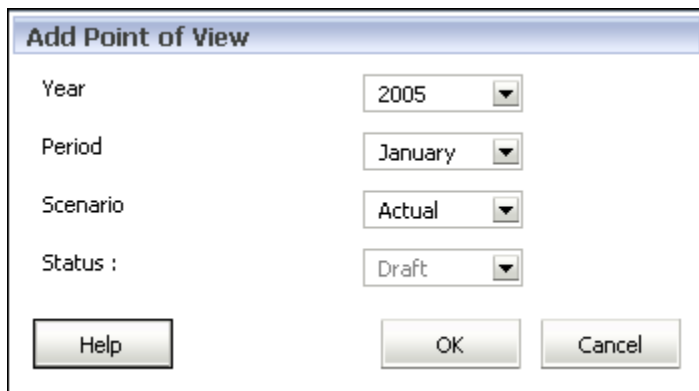 Add Point of View
Year 2005
Period January
Scenario Actual
Status : Draft
Help OK Cancel